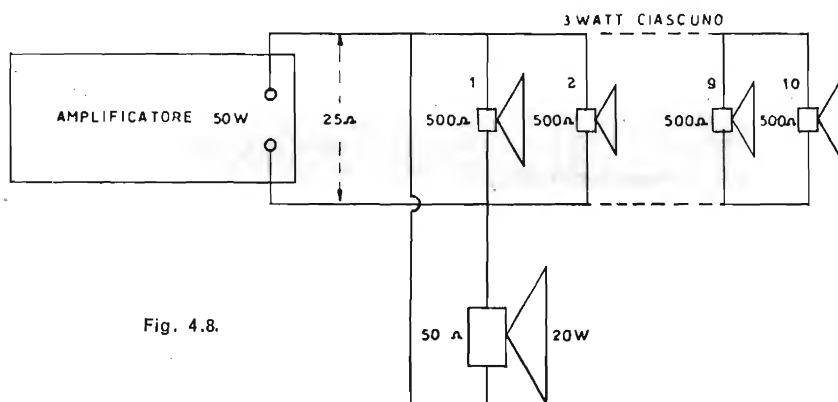 3 WATT CIASCUNO
AMPLIFICATORE 50W
25Ω
1
2
9
10
500Ω
500Ω
500Ω
500Ω
50 Ω
20W
Fig. 4.8.